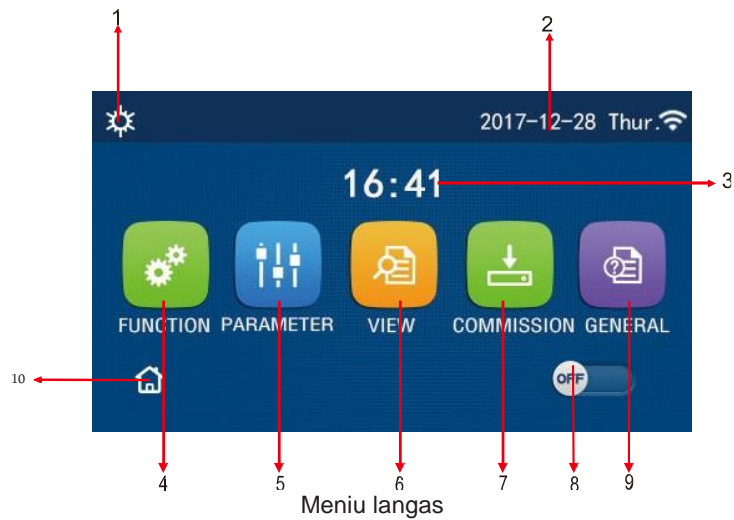 1
2
2017-12-28 Thur.
16:41
3
FUNCTION PARAMETER VIEW COMMISSION GENERAL
10
OFF
4 5 6 7 8 9
Meniu langas